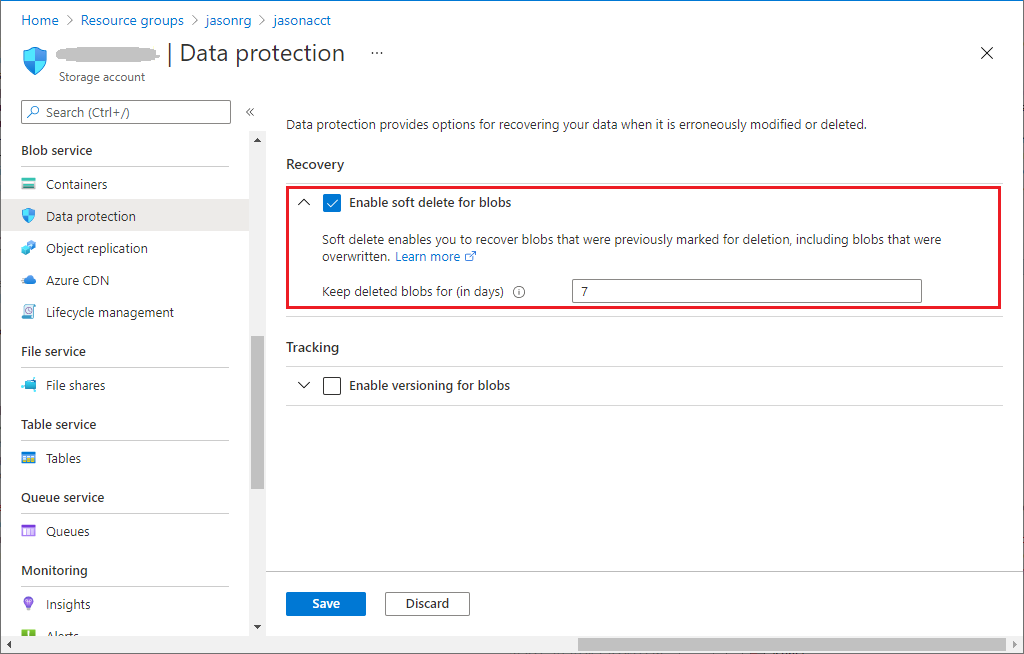 Home > Resource groups > jasonrg > jasonacct
| Data protection ...
Storage account
Search (Ctrl+/)
«
Blob service
Containers
Data protection
Object replication
Azure CDN
Lifecycle management
File service
File shares
Table service
Tables
Queue service
Queues
Monitoring
Insights
Alerts
Data protection provides options for recovering your data when it is erroneously modified or deleted.
Recovery
Enable soft delete for blobs
Soft delete enables you to recover blobs that were previously marked for deletion, including blobs that were
overwritten. Learn more
Keep deleted blobs for (in days) 7
Tracking
Enable versioning for blobs
Save Discard